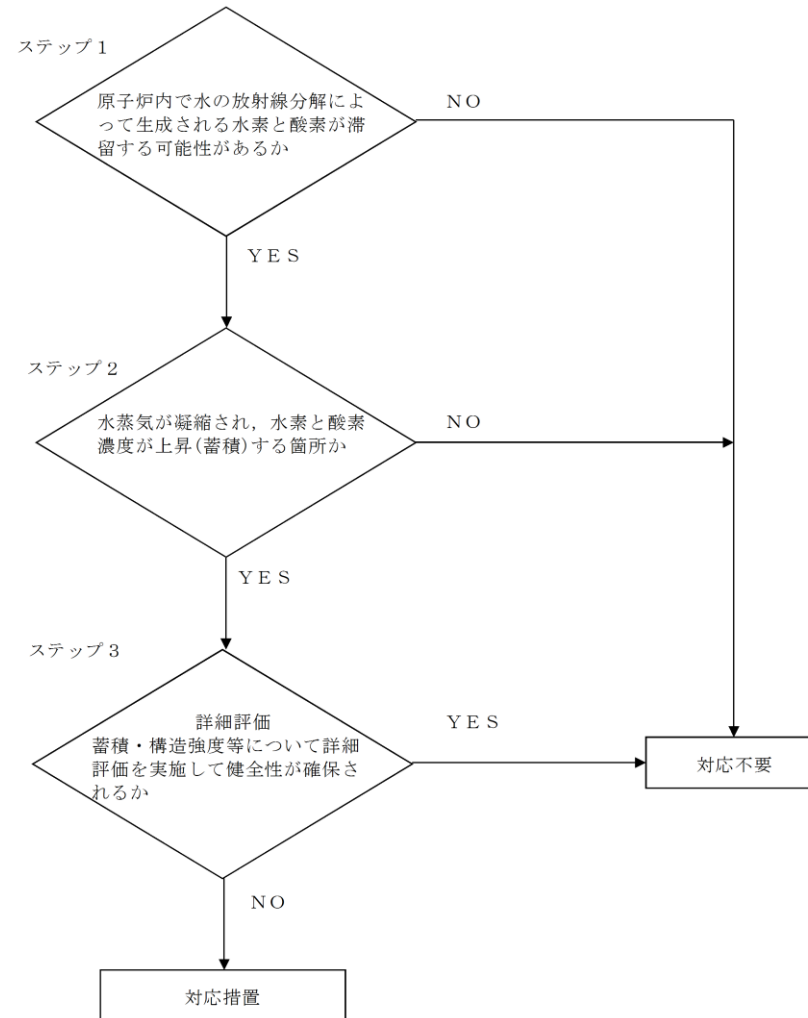 ステップ１
原子炉内で水の放射線分解によ
って生成される水素と酸素が滞
留する可能性があるか
ＮＯ
ＹＥＳ
ステップ２
水蒸気が凝縮され，水素と酸素
濃度が上昇(蓄積)する箇所か
ＮＯ
ＹＥＳ
ステップ３
詳細評価
蓄積・構造強度等について詳細
評価を実施して健全性が確保さ
れるか
ＹＥＳ
対応不要
ＮＯ
対応措置